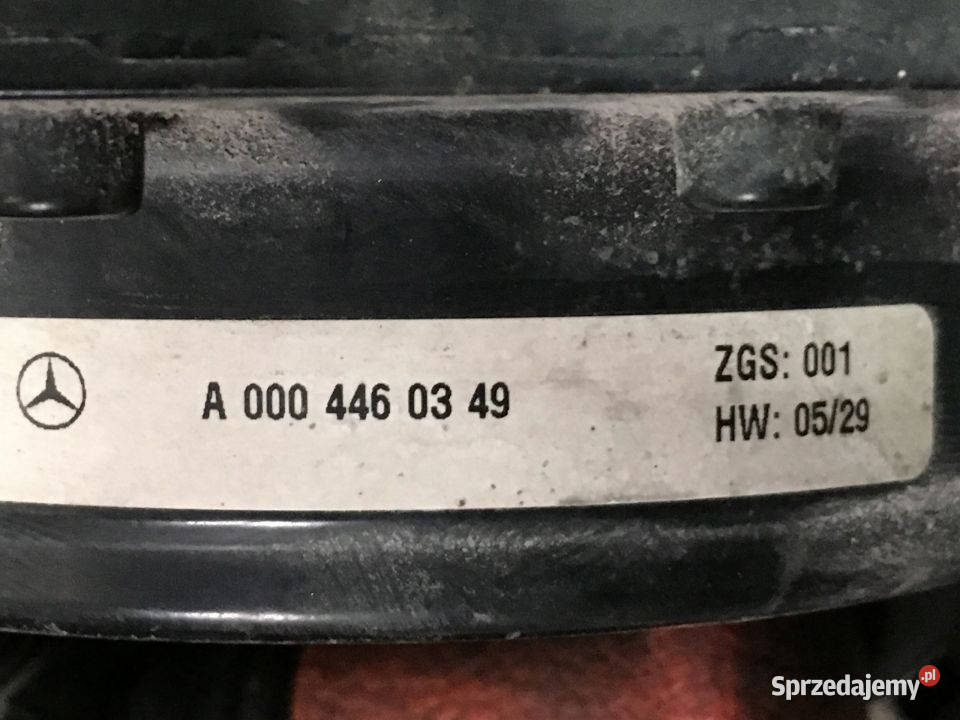 A 000 446 03 49
ZGS: 001
HW: 05/29
Sprzedajemy.pl